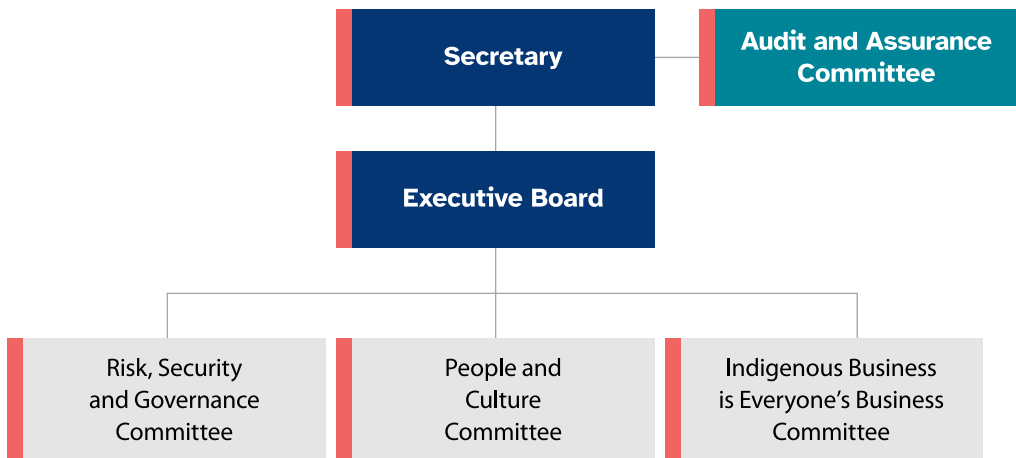 Secretary
Audit and Assurance
Committee
Executive Board
Risk, Security
and Governance
Committee
People and
Culture
Committee
Indigenous Business
is Everyone’s Business
Committee